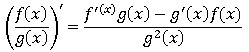 (f(x)/g(x))′ = (f′⁽ˣ⁾g(x) − g′(x)f(x))/g²(x)